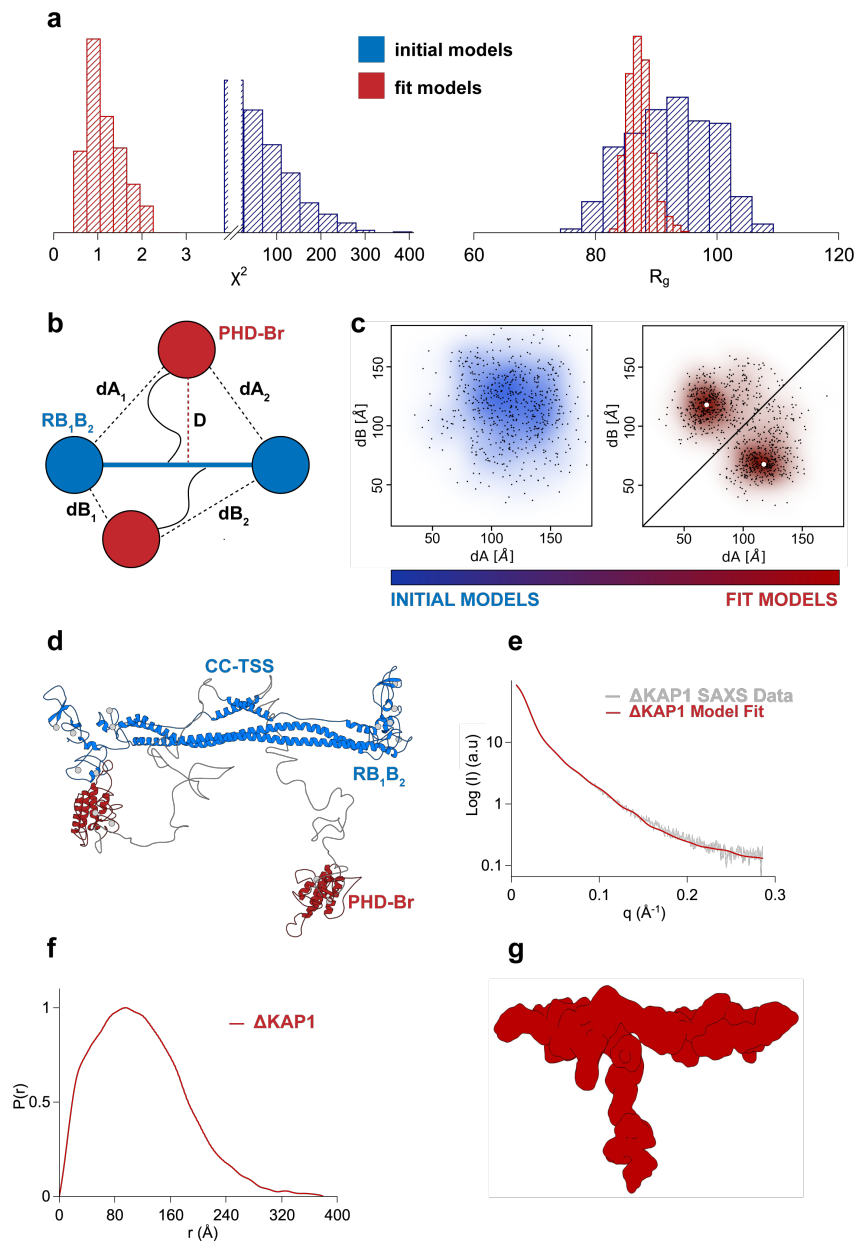 a
initial models
fit models
0 1 2 3 100 200 300 400
χ²
60 80 100 120
Rg
b
PHD-Br
dA₁
dA₂
RB₁B₂
D
dB₁
dB₂
c
150
100
50
dB [Å]
50 100 150
dA [Å]
150
100
50
dB [Å]
50 100 150
dA [Å]
INITIAL MODELS
FIT MODELS
d
CC-TSS
RB₁B₂
PHD-Br
e
ΔKAP1 SAXS Data
ΔKAP1 Model Fit
10
1
0.1
Log (I) (a.u)
0 0.1 0.2 0.3
q (Å⁻¹)
f
ΔKAP1
1
0.5
0
P(r)
0 80 160 240 320 400
r (Å)
g